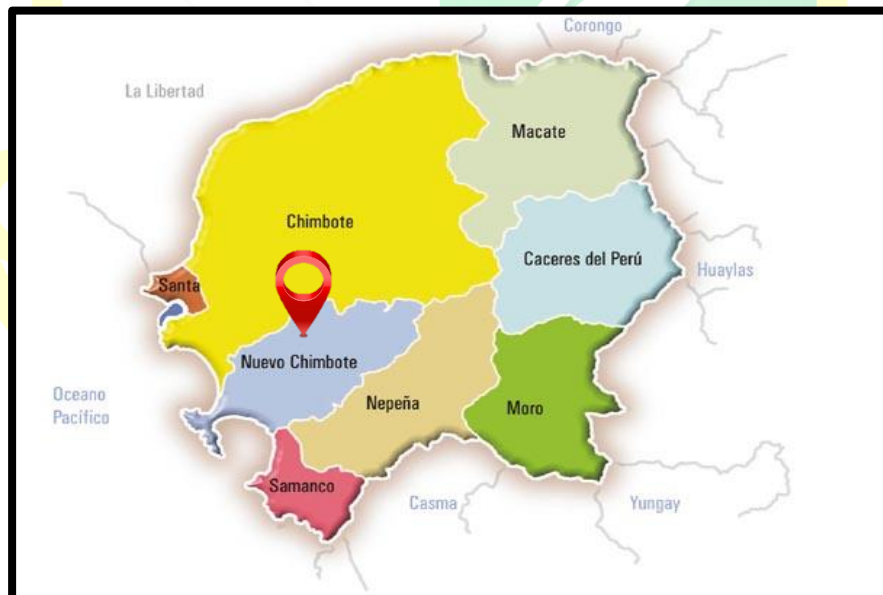 Corongo
La Libertad
Macate
Chimbote
Caceres del Perú
Huaylas
Santa
Nuevo Chimbote
Oceano
Pacífico
Nepeña
Moro
Samanco
Casma
Yungay